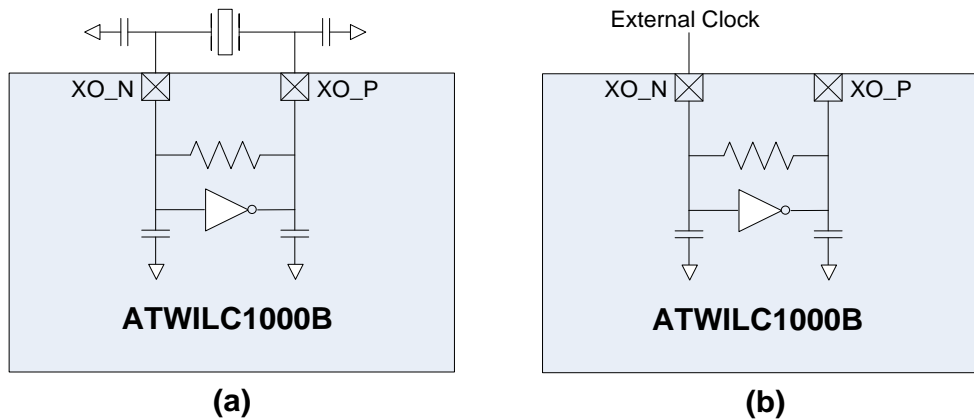 External Clock
XO_N XO_P
XO_N XO_P
ATWILC1000B
ATWILC1000B
(a)
(b)